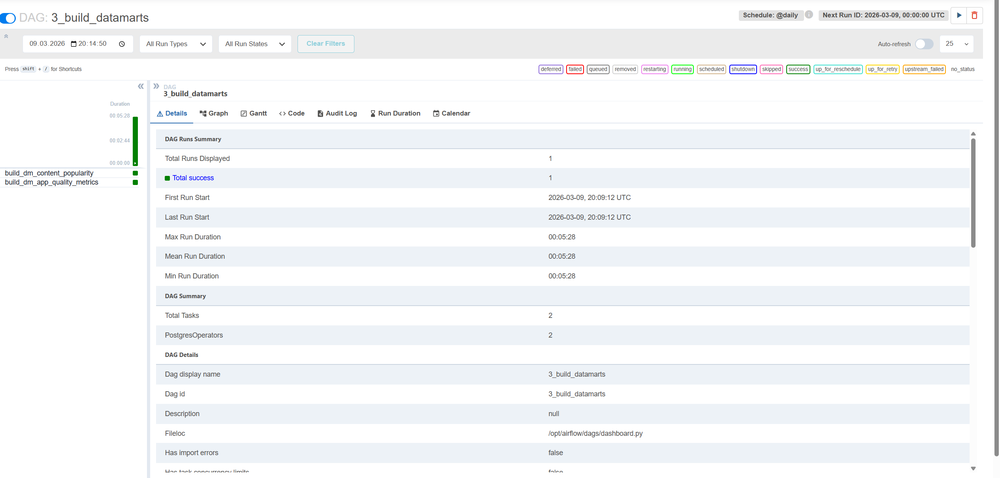 DAG: 3_build_datamarts
Schedule: @daily
Next Run ID: 2026-03-09, 00:00:00 UTC
09.03.2026 20:14:50
All Run Types
All Run States
Clear Filters
Auto-refresh
25
Press shift + / for Shortcuts
deferred failed queued removed restarting running scheduled shutdown skipped success up_for_reschedule up_for_retry upstream_failed no_status
Duration
00:05:28
00:02:44
00:00:00
build_dm_content_popularity
build_dm_app_quality_metrics
DAG
3_build_datamarts
Details Graph Gantt Code Audit Log Run Duration Calendar
DAG Runs Summary
Total Runs Displayed 1
Total success 1
First Run Start 2026-03-09, 20:09:12 UTC
Last Run Start 2026-03-09, 20:09:12 UTC
Max Run Duration 00:05:28
Mean Run Duration 00:05:28
Min Run Duration 00:05:28
DAG Summary
Total Tasks 2
PostgresOperators 2
DAG Details
Dag display name 3_build_datamarts
Dag id 3_build_datamarts
Description null
Fileloc /opt/airflow/dags/dashboard.py
Has import errors false
Has task concurrency limits false